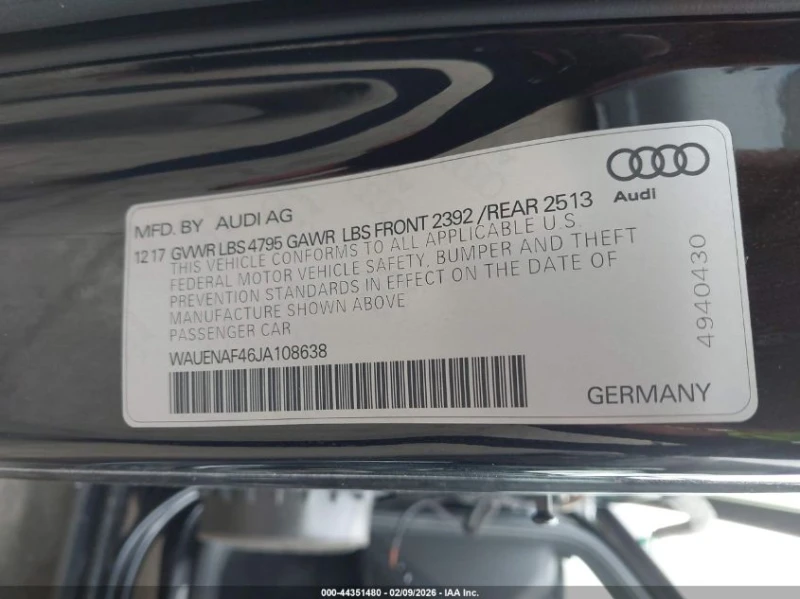 Audi
MFD. BY AUDI AG
12 17 GVWR LBS 4795 GAWR LBS FRONT 2392 /REAR 2513
THIS VEHICLE CONFORMS TO ALL APPLICABLE U.S.
FEDERAL MOTOR VEHICLE SAFETY, BUMPER AND THEFT
PREVENTION STANDARDS IN EFFECT ON THE DATE OF
MANUFACTURE SHOWN ABOVE
PASSENGER CAR
WAUENAF46JA108638
GERMANY
4940430
000-44351480 - 02/09/2026 - IAA Inc.